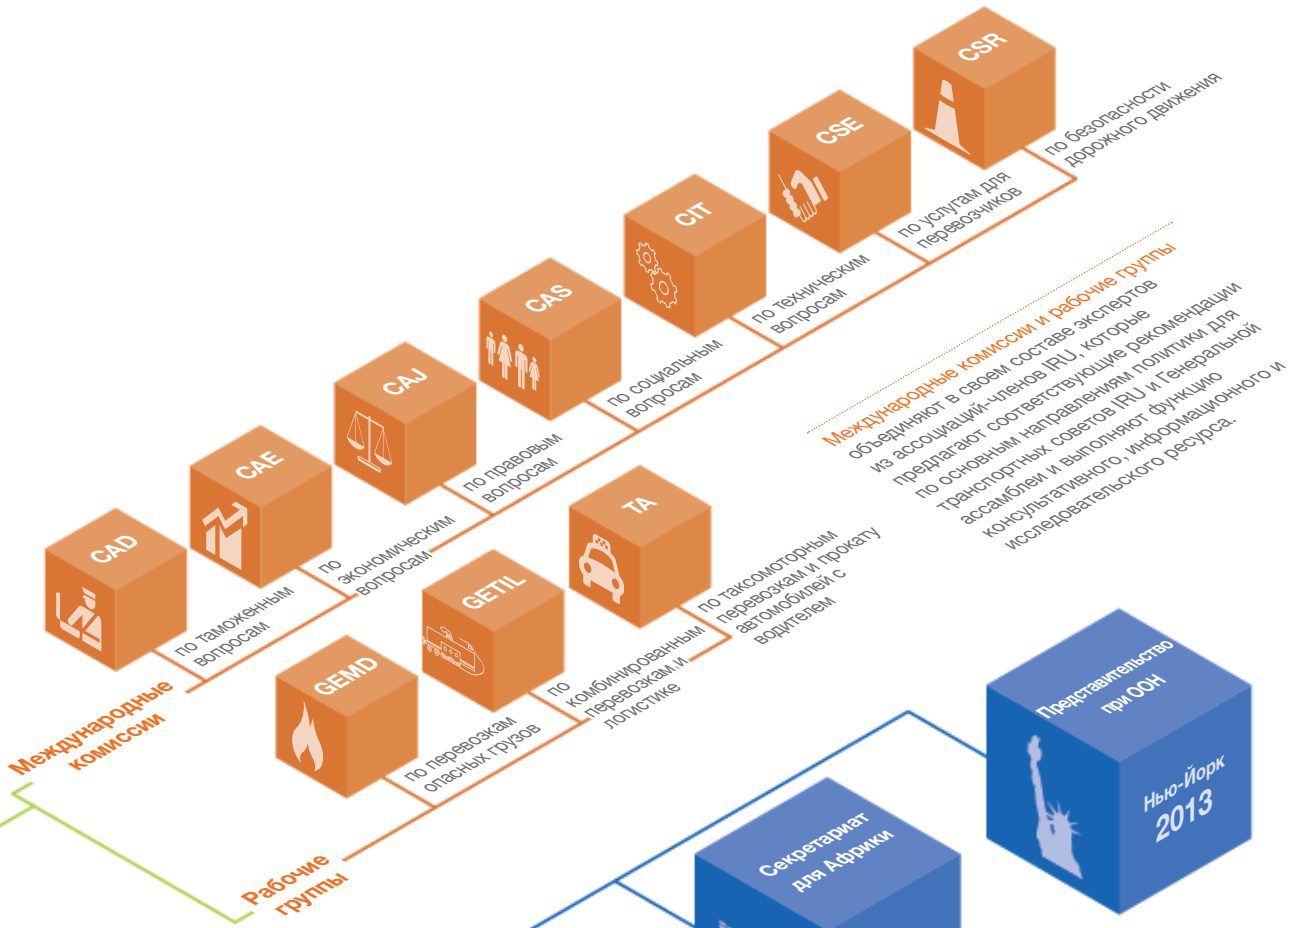 CSR
по безопасности
дорожного движения
CSE
по услугам для
перевозчиков
CIT
по техническим
вопросам
CAS
по социальным
вопросам
CAJ
по правовым
вопросам
CAE
по
экономическим
вопросам
CAD
по таможенным
вопросам
Международные
комиссии
Международные комиссии и рабочие группы
объединяют в своем составе экспертов
из ассоциаций-членов IRU, которые
предлагают соответствующие рекомендации
по основным направлениям политики для
транспортных советов IRU и Генеральной
ассамблеи и выполняют функцию
консультативного, информационного и
исследовательского ресурса.
TA
по таксомоторным
перевозкам и прокату
автомобилей с
водителем
GETIL
по
комбинированным
перевозкам и
логистике
GEMD
по перевозкам
опасных грузов
Рабочие
группы
Представительство
при ООН
Нью-Йорк
2013
Секретариат
для Африки